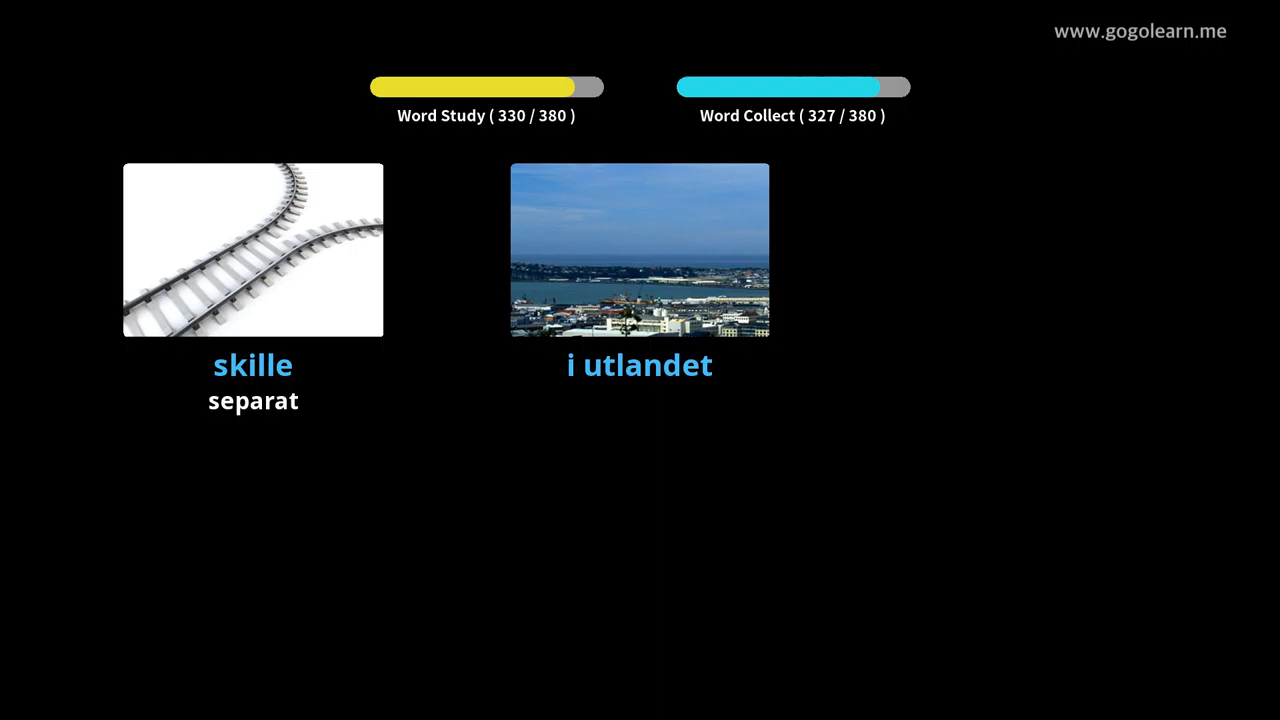 www.gogolearn.me
Word Study ( 330 / 380 )
Word Collect ( 327 / 380 )
skille
separat
i utlandet